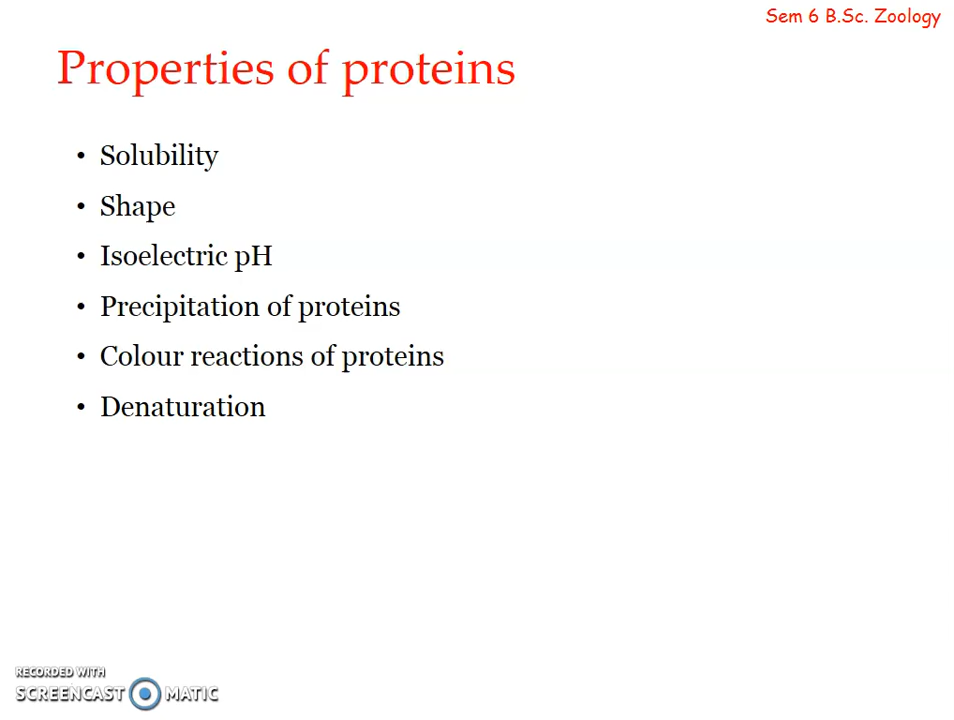 Sem 6 B.Sc. Zoology
Properties of proteins
• Solubility
• Shape
• Isoelectric pH
• Precipitation of proteins
• Colour reactions of proteins
• Denaturation
RECORDED WITH
SCREENCAST MATIC